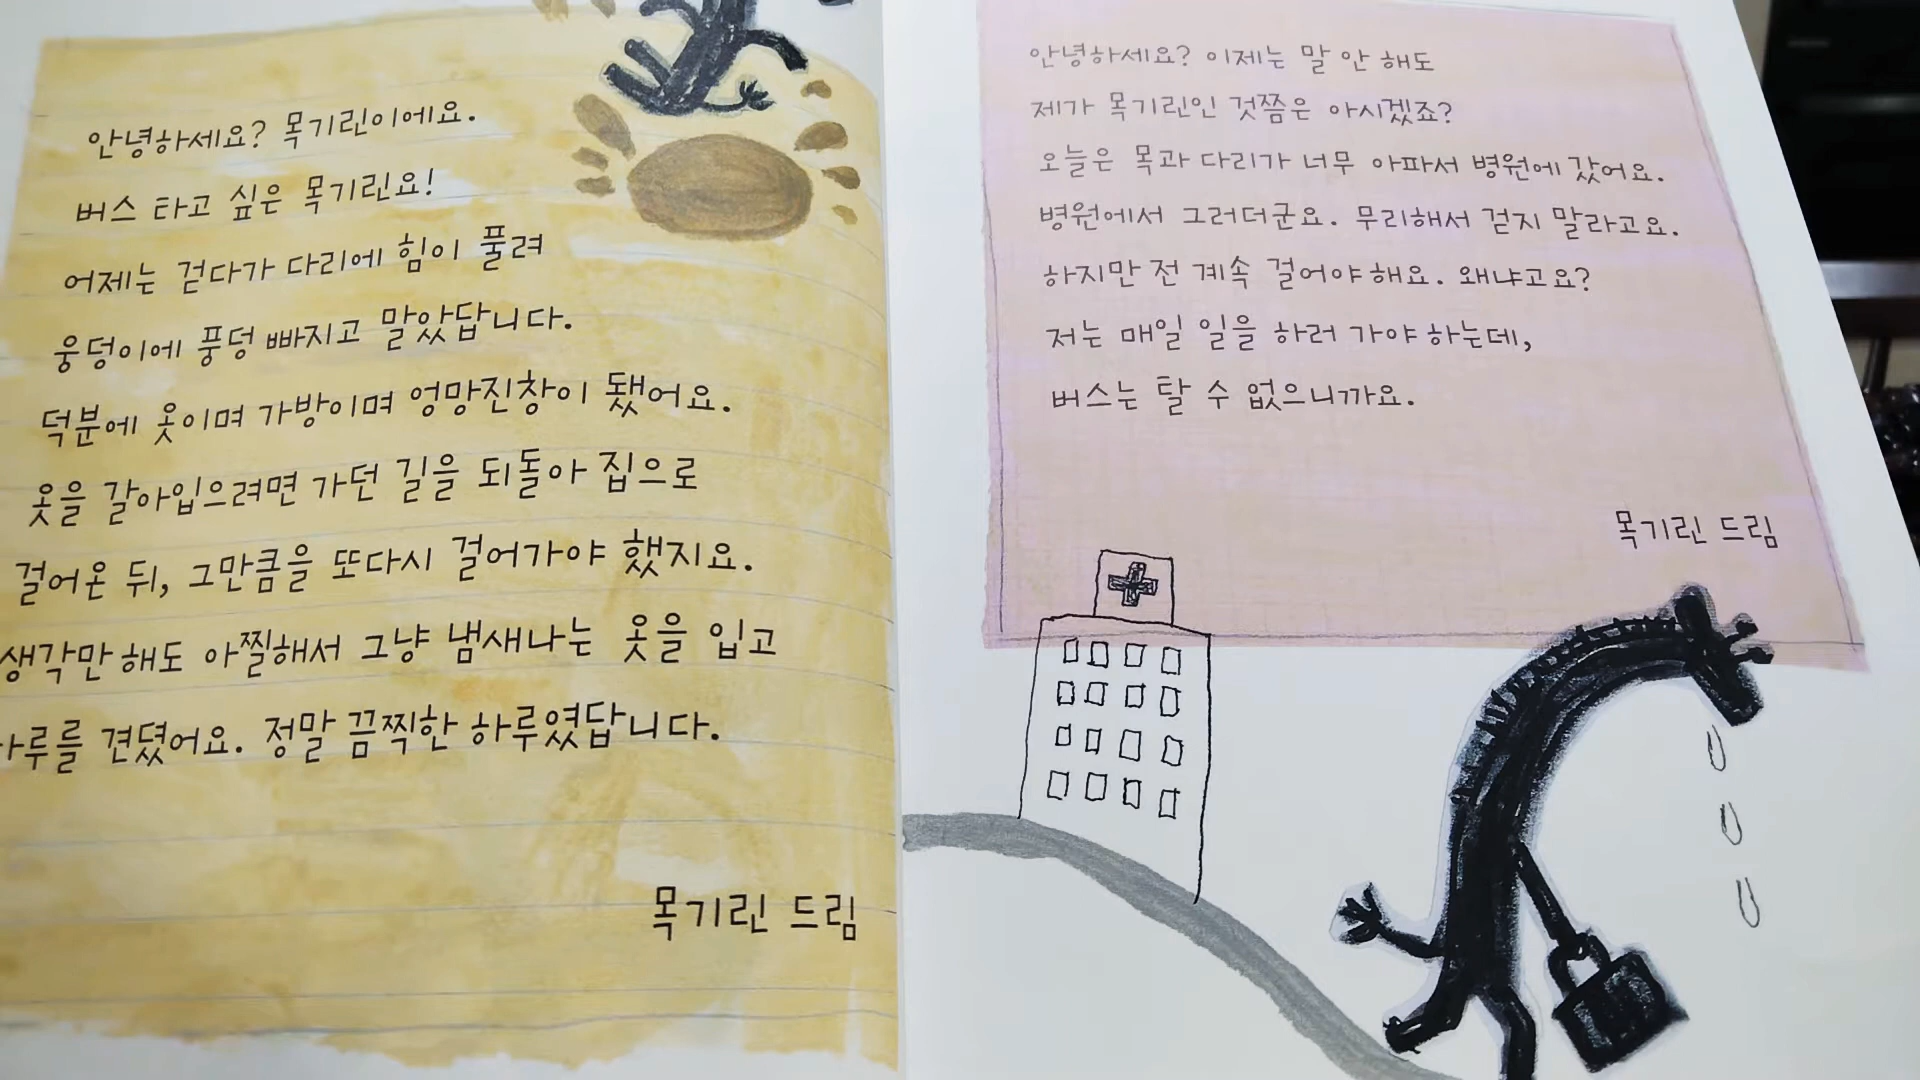 안녕하세요? 목기린이에요.
버스 타고 싶은 목기린요!
어제는 걷다가 다리에 힘이 풀려
웅덩이에 풍덩 빠지고 말았답니다.
덕분에 옷이며 가방이며 엉망진창이 됐어요.
옷을 갈아입으려면 가던 길을 되돌아 집으로
걸어온 뒤, 그만큼을 또다시 걸어가야 했지요.
생각만 해도 아찔해서 그냥 냄새나는 옷을 입고
하루를 견뎠어요. 정말 끔찍한 하루였답니다.
목기린 드림
안녕하세요? 이제는 말 안 해도
제가 목기린인 것쯤은 아시겠죠?
오늘은 목과 다리가 너무 아파서 병원에 갔어요.
병원에서 그러더군요. 무리해서 걷지 말라고요.
하지만 전 계속 걸어야 해요. 왜냐고요?
저는 매일 일을 하러 가야 하는데,
버스는 탈 수 없으니까요.
목기린 드림